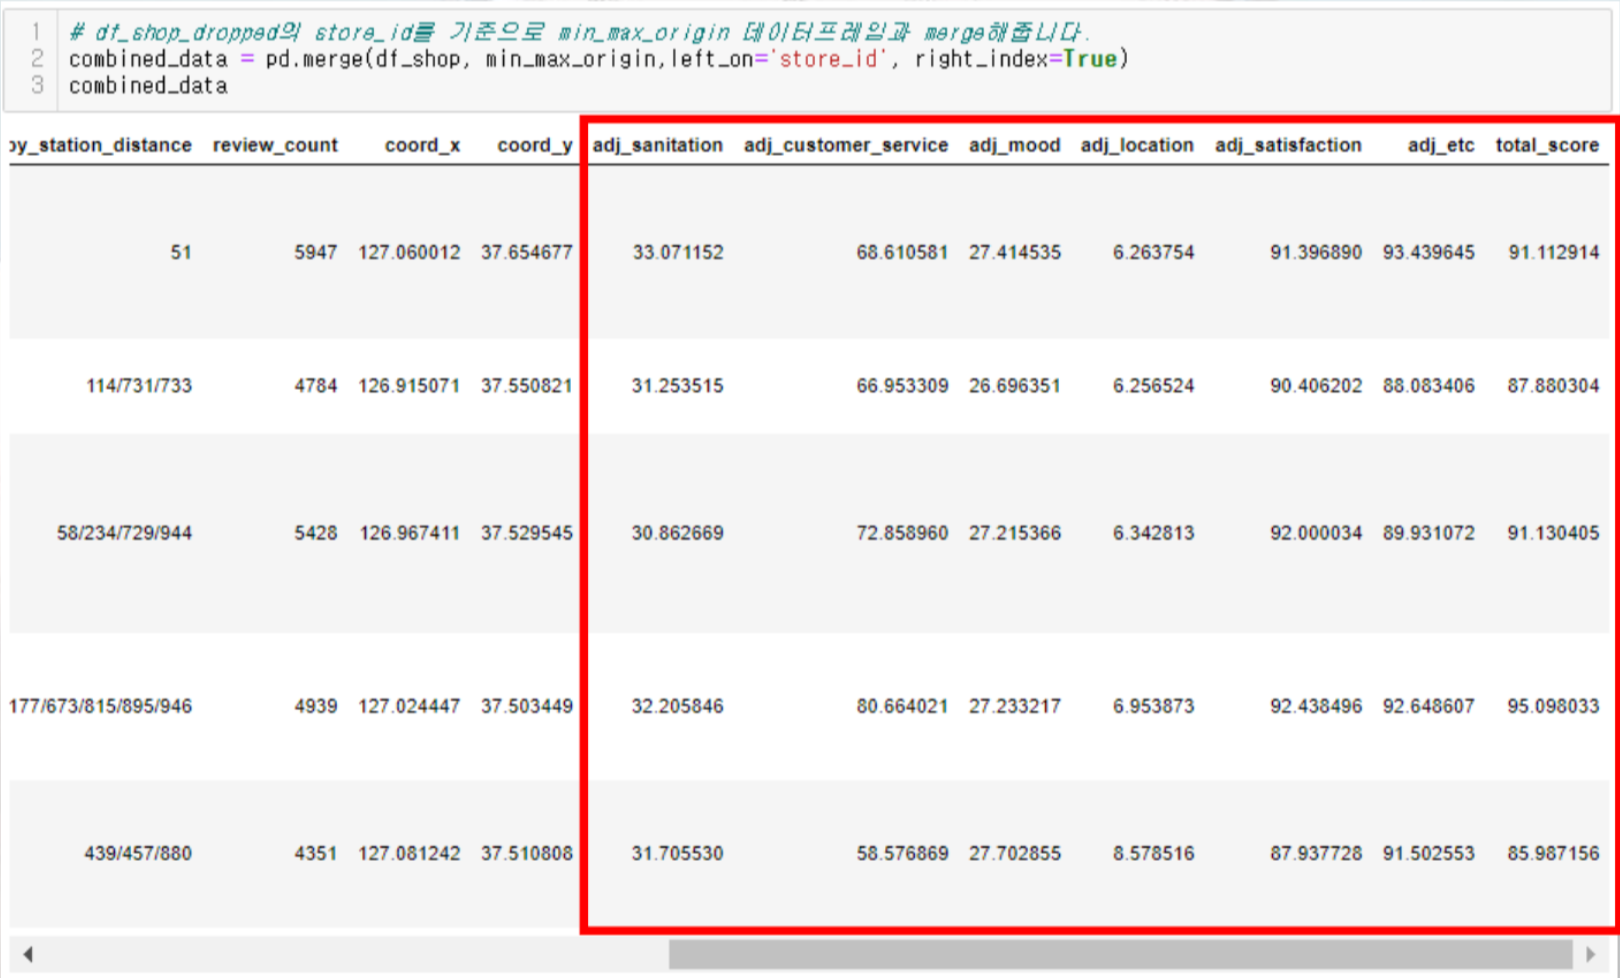 1 # df_shop_dropped의 store_id를 기준으로 min_max_origin 데이터프레임과 merge해줍니다.
2 combined_data = pd.merge(df_shop, min_max_origin,left_on='store_id', right_index=True)
3 combined_data
by_station_distance review_count coord_x coord_y adj_sanitation adj_customer_service adj_mood adj_location adj_satisfaction adj_etc total_score
51 5947 127.060012 37.654677 33.071152 68.610581 27.414535 6.263754 91.396890 93.439645 91.112914
114/731/733 4784 126.915071 37.550821 31.253515 66.953309 26.696351 6.256524 90.406202 88.083406 87.880304
58/234/729/944 5428 126.967411 37.529545 30.862669 72.858960 27.215366 6.342813 92.000034 89.931072 91.130405
177/673/815/895/946 4939 127.024447 37.503449 32.205846 80.664021 27.233217 6.953873 92.438496 92.648607 95.098033
439/457/880 4351 127.081242 37.510808 31.705530 58.576869 27.702855 8.578516 87.937728 91.502553 85.987156